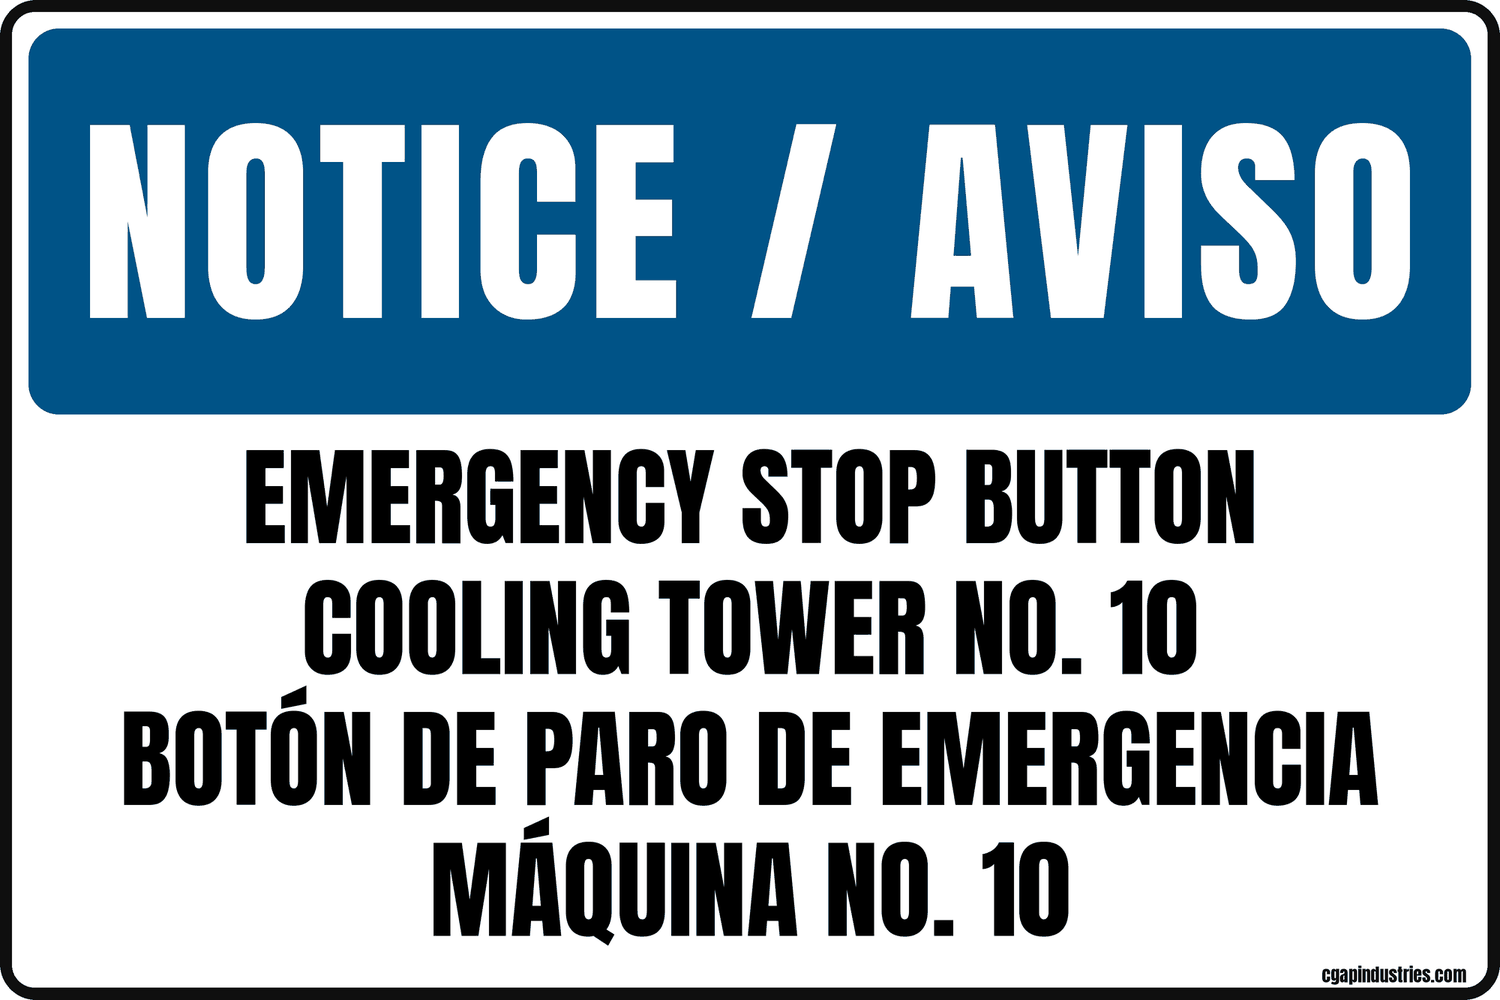 NOTICE / AVISO
EMERGENCY STOP BUTTON
COOLING TOWER NO. 10
BOTÓN DE PARO DE EMERGENCIA
MÁQUINA NO. 10
cgapindustries.com